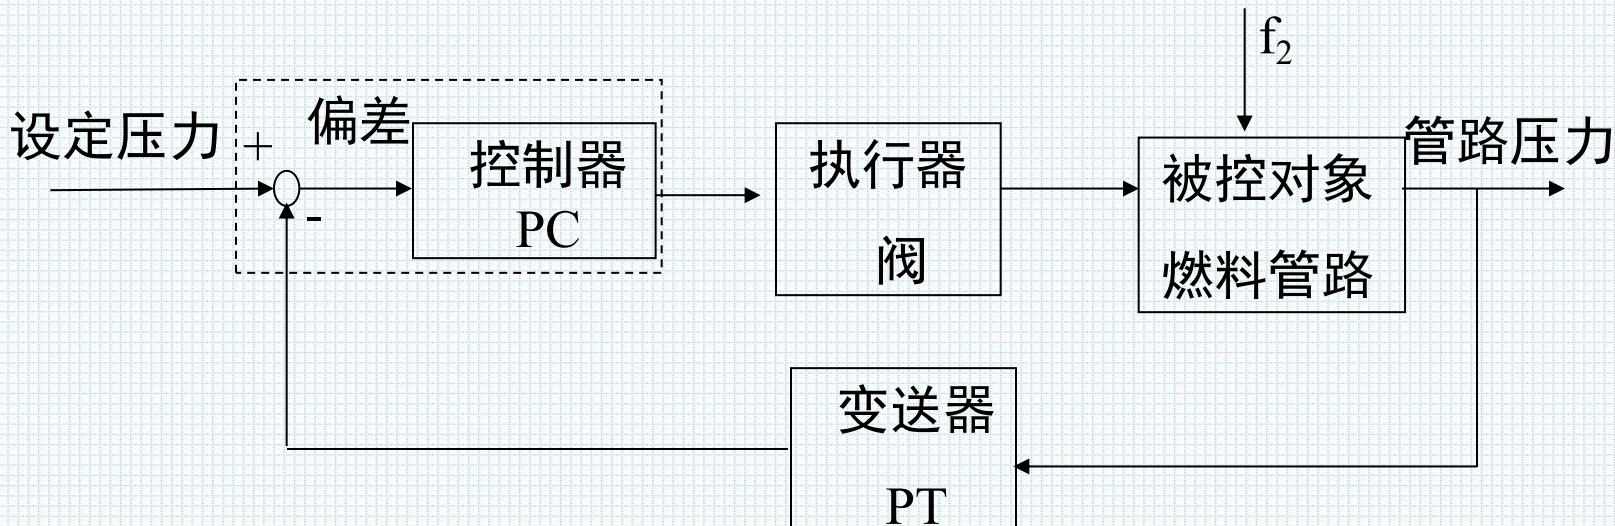 f₂
设定压力
+
偏差
-
控制器
PC
执行器
阀
被控对象
燃料管路
管路压力
变送器
PT